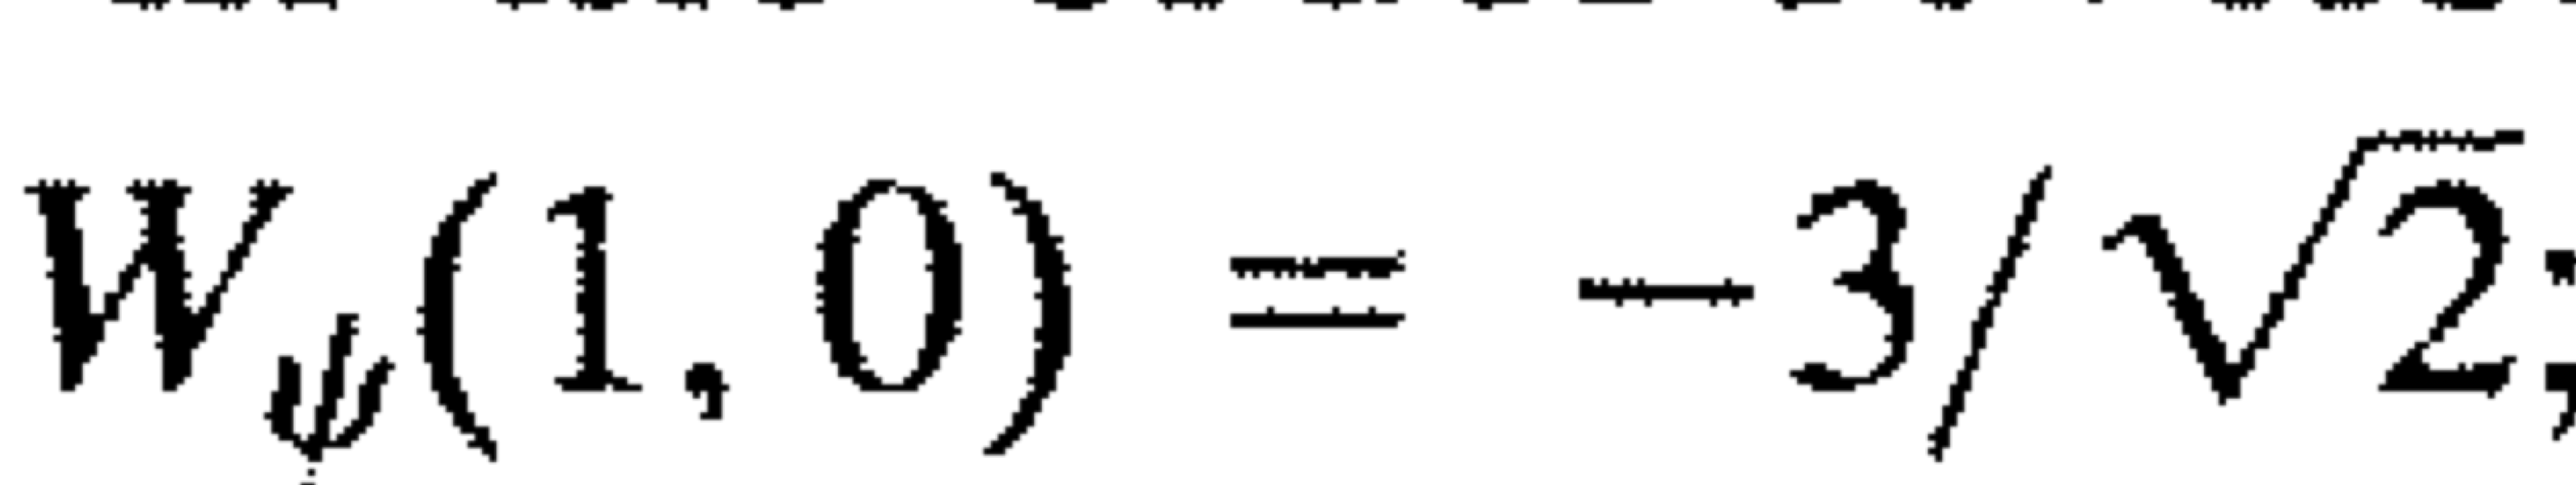 W_ψ(1, 0) = −3/√2;